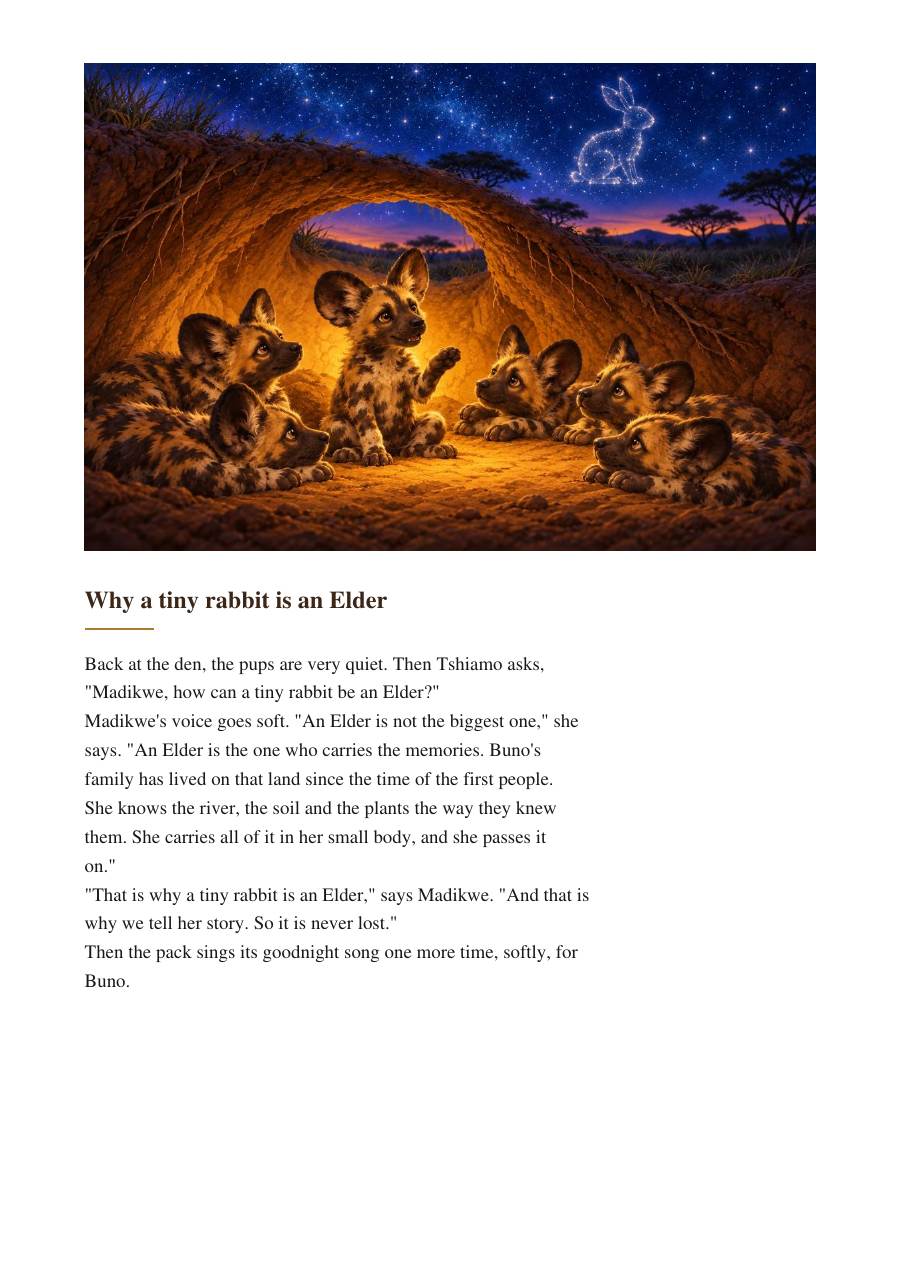 Why a tiny rabbit is an Elder
Back at the den, the pups are very quiet. Then Tshiamo asks,
"Madikwe, how can a tiny rabbit be an Elder?"
Madikwe's voice goes soft. "An Elder is not the biggest one," she
says. "An Elder is the one who carries the memories. Buno's
family has lived on that land since the time of the first people.
She knows the river, the soil and the plants the way they knew
them. She carries all of it in her small body, and she passes it
on."
"That is why a tiny rabbit is an Elder," says Madikwe. "And that is
why we tell her story. So it is never lost."
Then the pack sings its goodnight song one more time, softly, for
Buno.